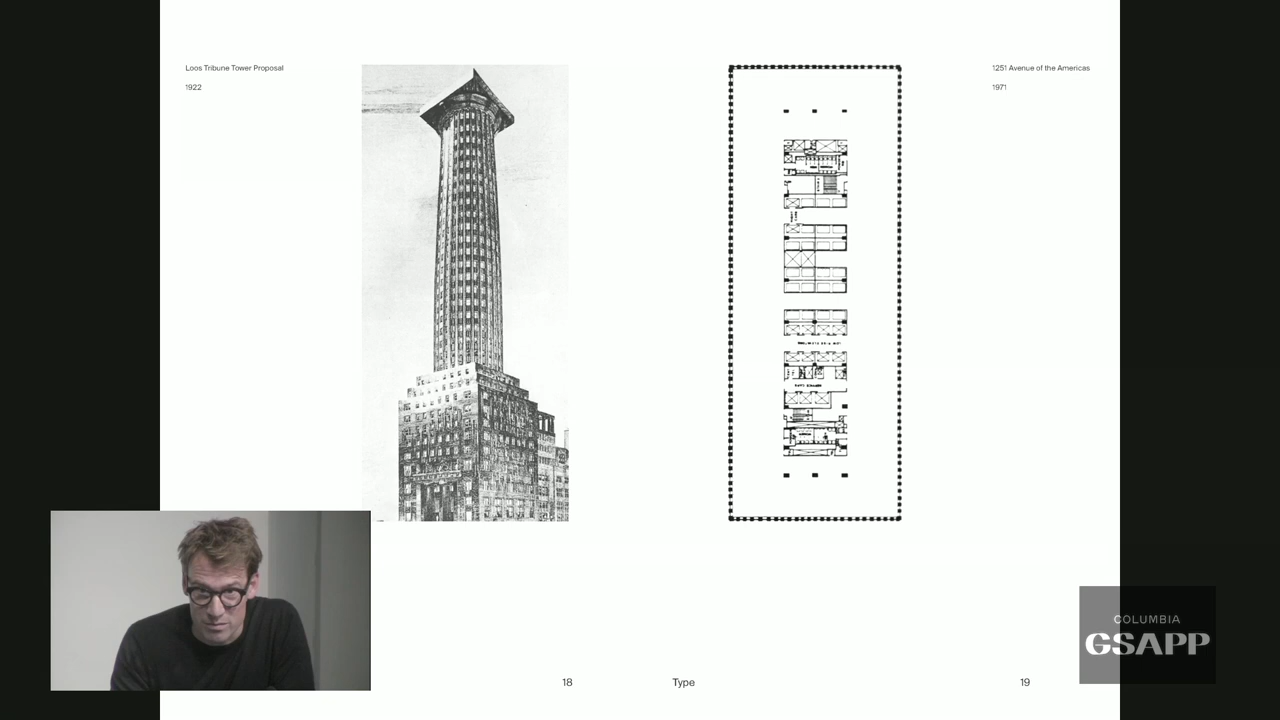 Loos Tribune Tower Proposal
1922
1251 Avenue of the Americas
1971
COLUMBIA
GSAPP
18
Type
19